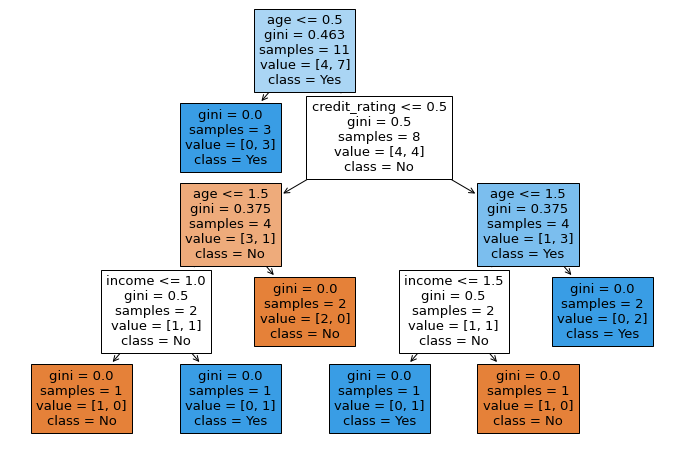 age <= 0.5
gini = 0.463
samples = 11
value = [4, 7]
class = Yes
gini = 0.0
samples = 3
value = [0, 3]
class = Yes
credit_rating <= 0.5
gini = 0.5
samples = 8
value = [4, 4]
class = No
age <= 1.5
gini = 0.375
samples = 4
value = [3, 1]
class = No
age <= 1.5
gini = 0.375
samples = 4
value = [1, 3]
class = Yes
income <= 1.0
gini = 0.5
samples = 2
value = [1, 1]
class = No
gini = 0.0
samples = 2
value = [2, 0]
class = No
income <= 1.5
gini = 0.5
samples = 2
value = [1, 1]
class = No
gini = 0.0
samples = 2
value = [0, 2]
class = Yes
gini = 0.0
samples = 1
value = [1, 0]
class = No
gini = 0.0
samples = 1
value = [0, 1]
class = Yes
gini = 0.0
samples = 1
value = [0, 1]
class = Yes
gini = 0.0
samples = 1
value = [1, 0]
class = No